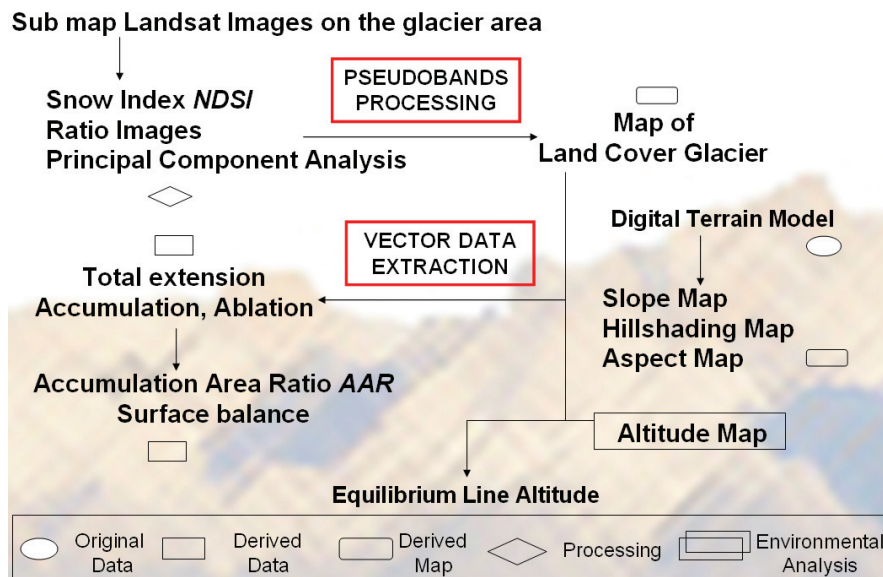 Sub map Landsat Images on the glacier area
PSEUDOBANDS
PROCESSING
Snow Index NDSI
Ratio Images
Principal Component Analysis
Map of
Land Cover Glacier
Digital Terrain Model
VECTOR DATA
EXTRACTION
Total extension
Accumulation, Ablation
Slope Map
Hillshading Map
Aspect Map
Accumulation Area Ratio AAR
Surface balance
Altitude Map
Equilibrium Line Altitude
Original
Data
Derived
Data
Derived
Map
Processing
Environmental
Analysis